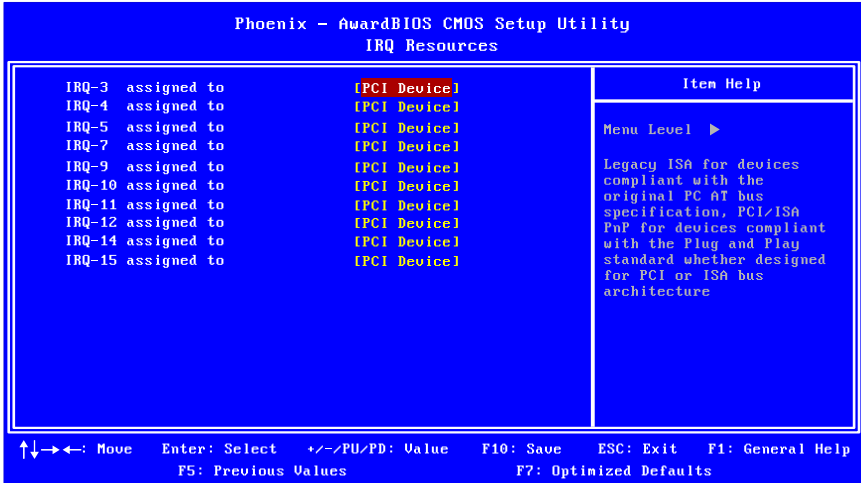 Phoenix – AwardBIOS CMOS Setup Utility
IRQ Resources
IRQ-3 assigned to [PCI Device]
IRQ-4 assigned to [PCI Device]
IRQ-5 assigned to [PCI Device]
IRQ-7 assigned to [PCI Device]
IRQ-9 assigned to [PCI Device]
IRQ-10 assigned to [PCI Device]
IRQ-11 assigned to [PCI Device]
IRQ-12 assigned to [PCI Device]
IRQ-14 assigned to [PCI Device]
IRQ-15 assigned to [PCI Device]
Item Help
Menu Level ▶
Legacy ISA for devices
compliant with the
original PC AT bus
specification, PCI/ISA
PnP for devices compliant
with the Plug and Play
standard whether designed
for PCI or ISA bus
architecture
↑↓→←: Move Enter: Select +/-/PU/PD: Value F10: Save ESC: Exit F1: General Help
F5: Previous Values F7: Optimized Defaults